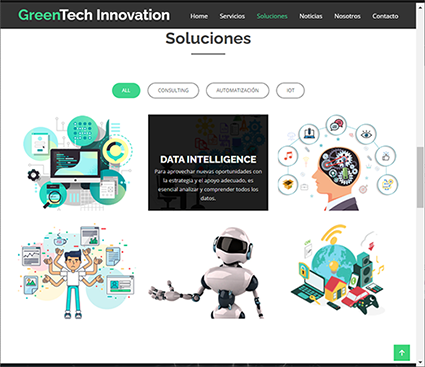 GreenTech Innovation
Home Servicios Soluciones Noticias Nosotros Contacto
Soluciones
ALL CONSULTING AUTOMATIZACIÓN IOT
DATA INTELLIGENCE
Para aprovechar nuevas oportunidades con
la estrategia y el apoyo adecuado, es
esencial analizar y comprender todos los
datos.